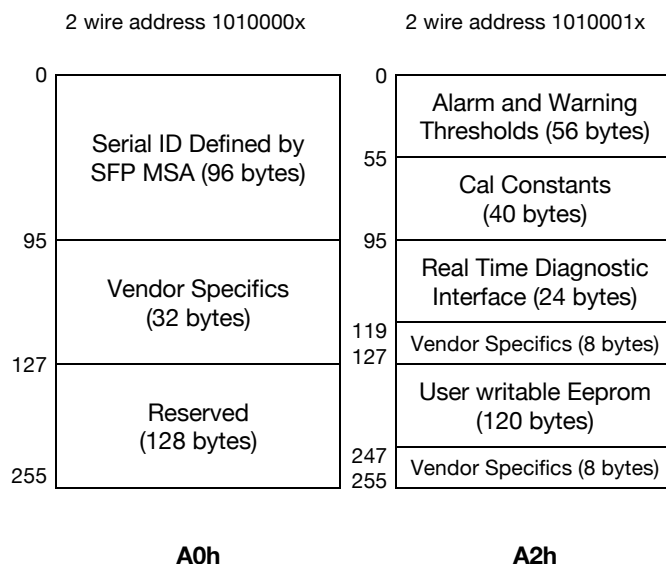 2 wire address 1010000x
0
Serial ID Defined by
SFP MSA (96 bytes)
95
Vendor Specifics
(32 bytes)
127
Reserved
(128 bytes)
255
A0h
2 wire address 1010001x
0
Alarm and Warning
Thresholds (56 bytes)
55
Cal Constants
(40 bytes)
95
Real Time Diagnostic
Interface (24 bytes)
119
Vendor Specifics (8 bytes)
127
User writable Eeprom
(120 bytes)
247
Vendor Specifics (8 bytes)
255
A2h